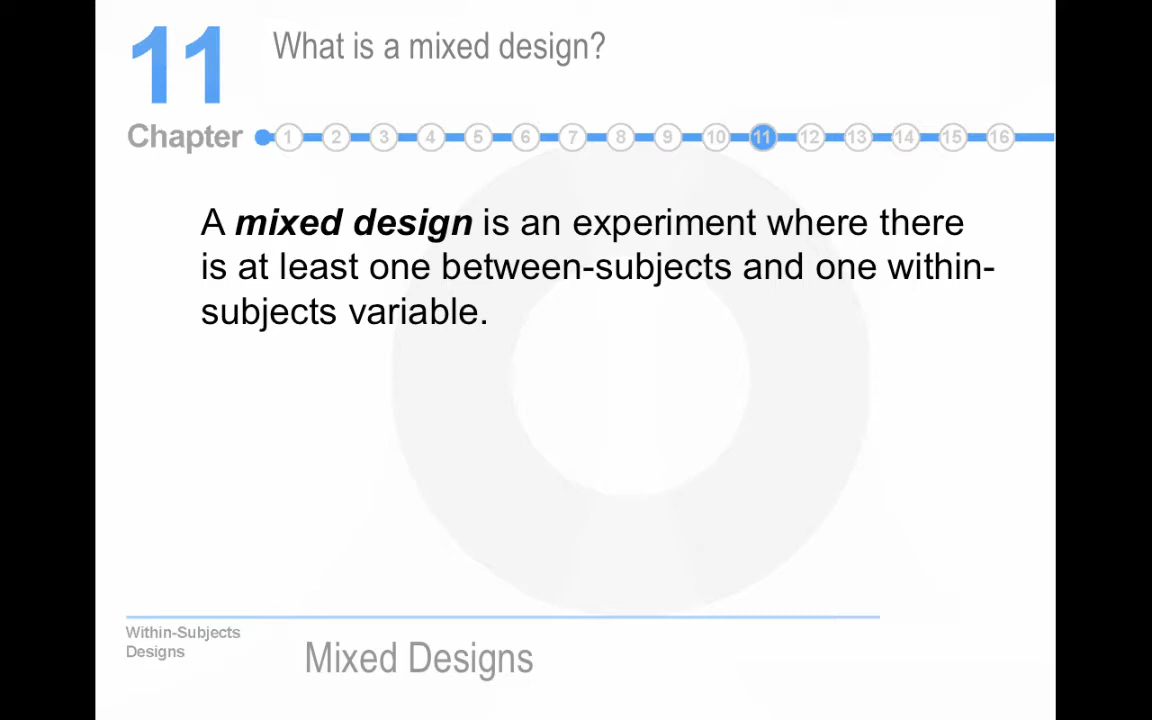 11
What is a mixed design?
Chapter 1 2 3 4 5 6 7 8 9 10 11 12 13 14 15 16
A mixed design is an experiment where there
is at least one between-subjects and one within-
subjects variable.
Within-Subjects
Designs
Mixed Designs